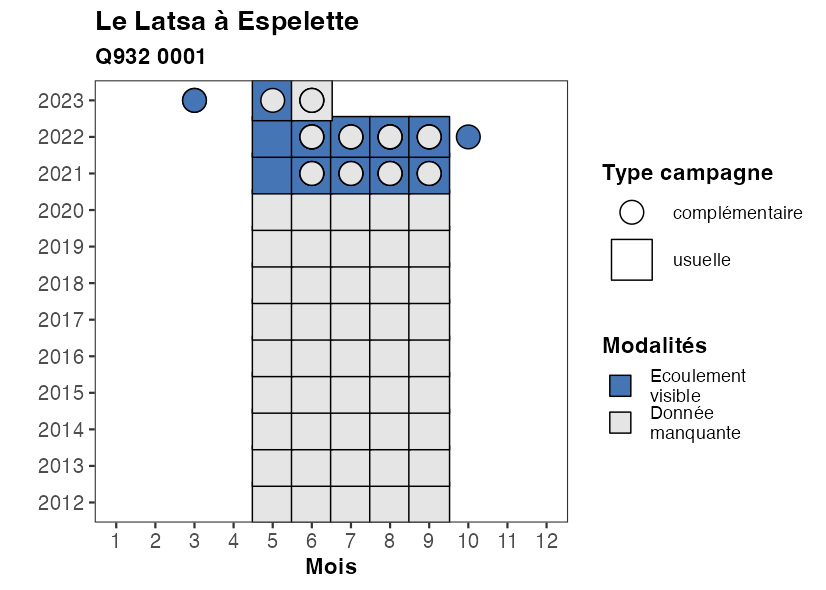 Le Latsa à Espelette
Q932 0001
2023
2022
2021
2020
2019
2018
2017
2016
2015
2014
2013
2012
1 2 3 4 5 6 7 8 9 10 11 12
Mois
Type campagne
complémentaire
usuelle
Modalités
Ecoulement
visible
Donnée
manquante